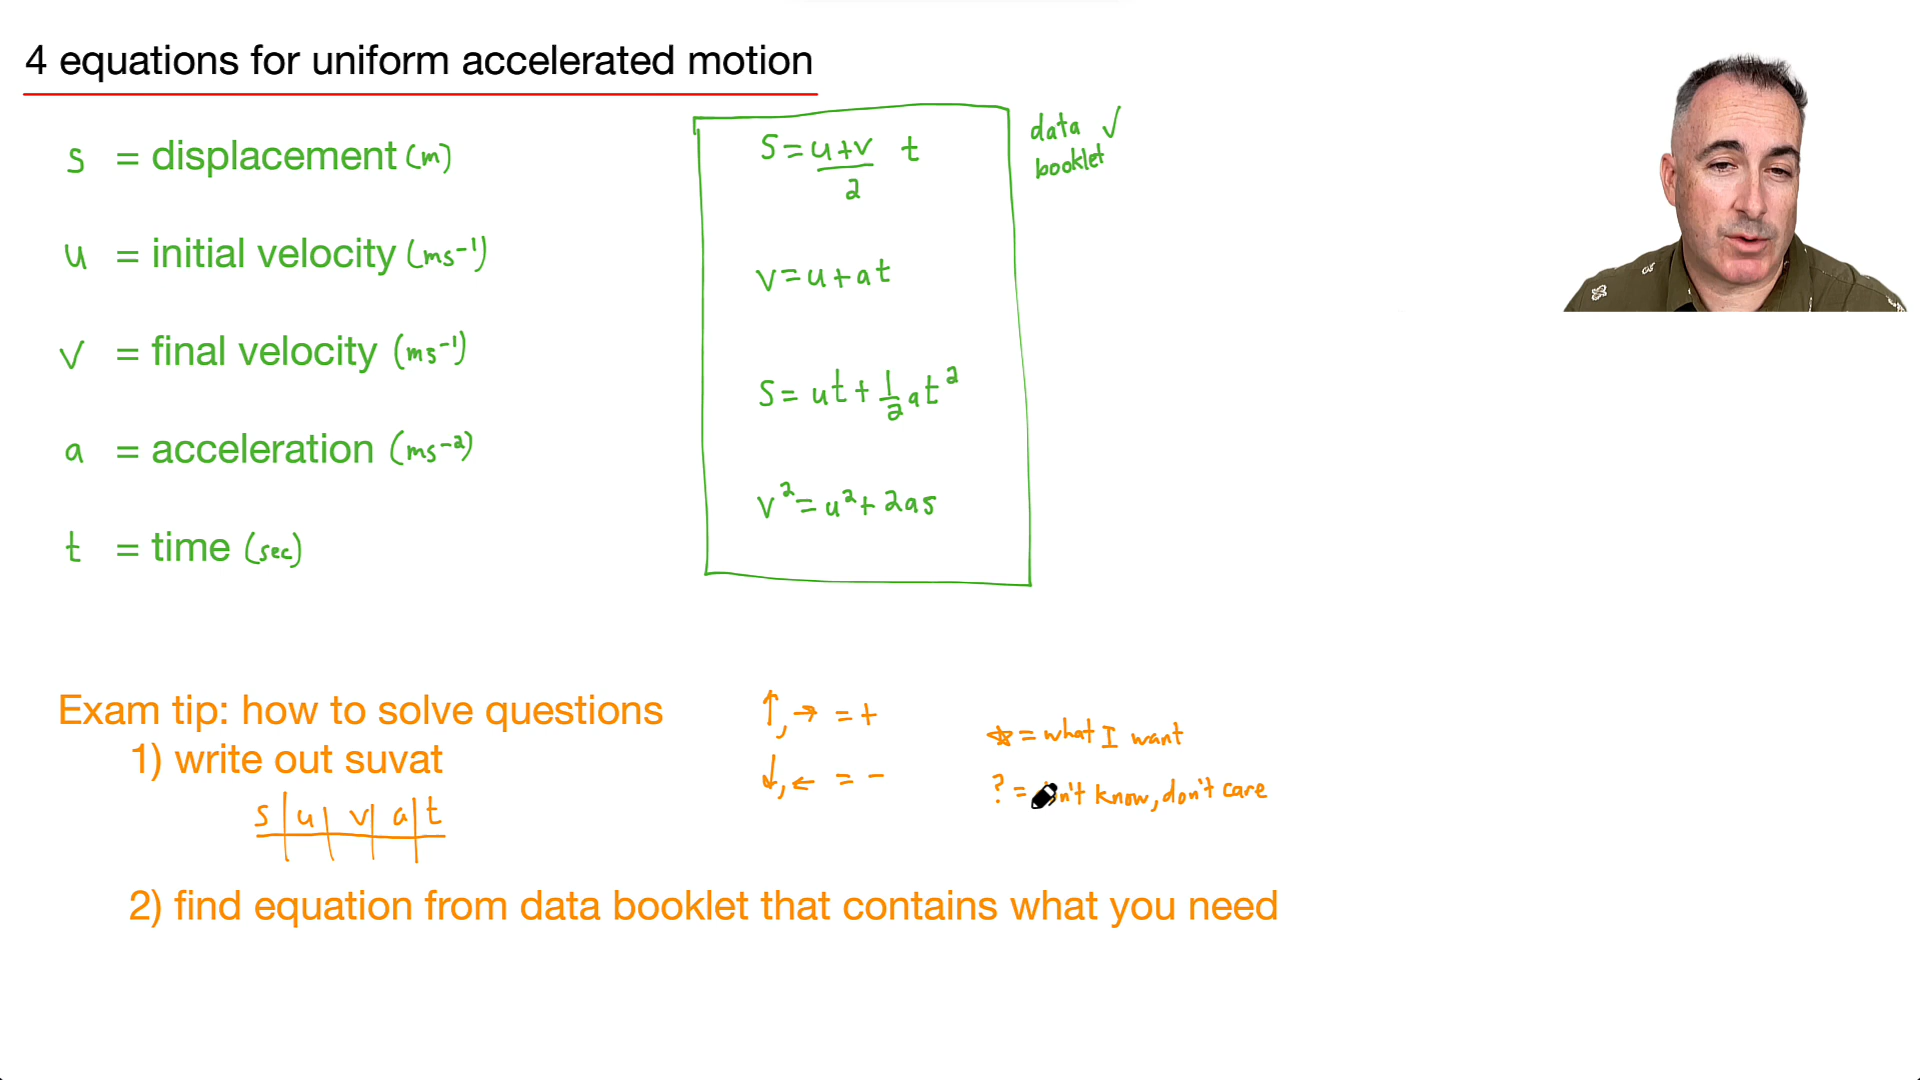 4 equations for uniform accelerated motion
s = displacement (m)
u = initial velocity (ms⁻¹)
v = final velocity (ms⁻¹)
a = acceleration (ms⁻²)
t = time (sec)
s = (u+v)/2 t
v = u + at
s = ut + 1/2 at²
v² = u² + 2as
data ✓
booklet
Exam tip: how to solve questions
1) write out suvat
s | u | v | a | t
↑, → = +
↓, ← = -
☆ = what I want
? = n't know, don't care
2) find equation from data booklet that contains what you need